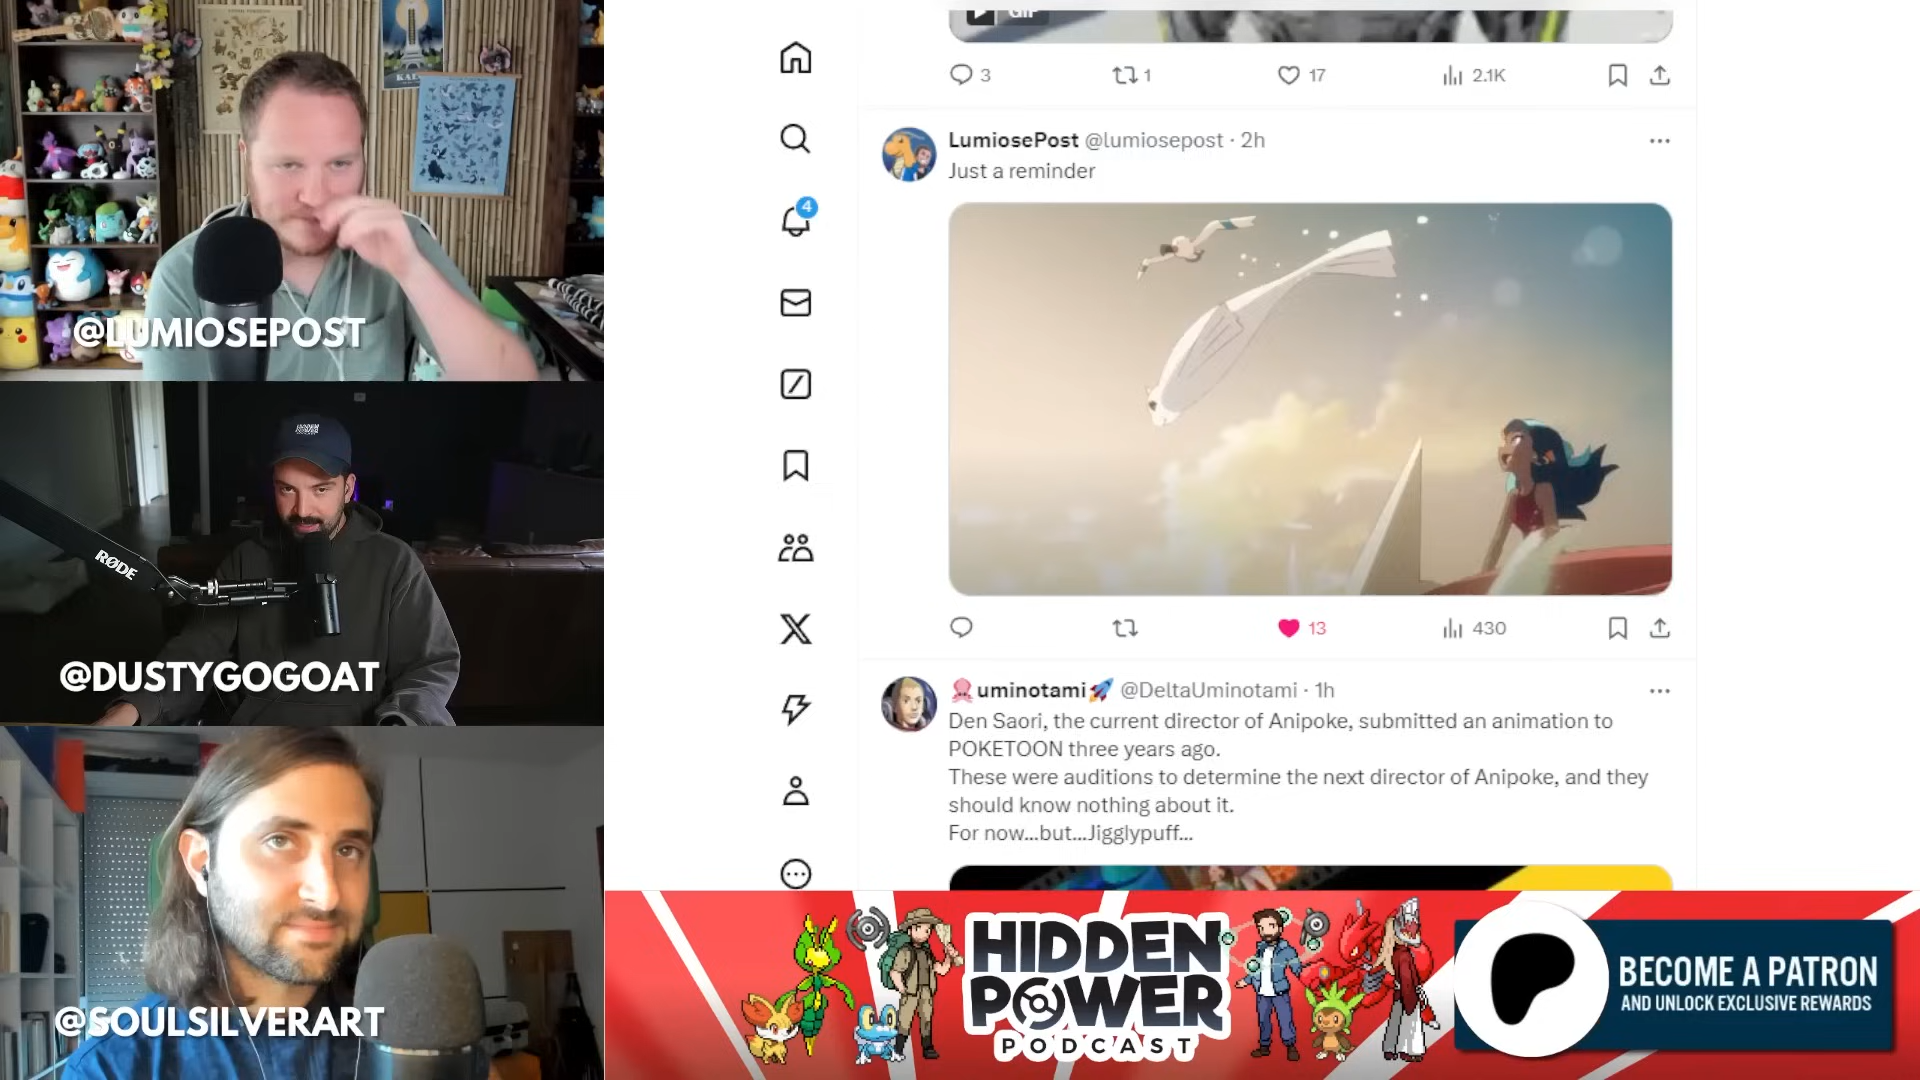 GIF
3
1
17
2.1K
LumiosePost @lumiosepost · 2h
Just a reminder
4
13
430
uminotami @DeltaUminotami · 1h
Den Saori, the current director of Anipoke, submitted an animation to
POKETOON three years ago.
These were auditions to determine the next director of Anipoke, and they
should know nothing about it.
For now...but...Jigglypuff...
@LUMIOSEPOST
RØDE
@DUSTYGOGOAT
@SOULSILVERART
HIDDEN
POWER
PODCAST
BECOME A PATRON
AND UNLOCK EXCLUSIVE REWARDS